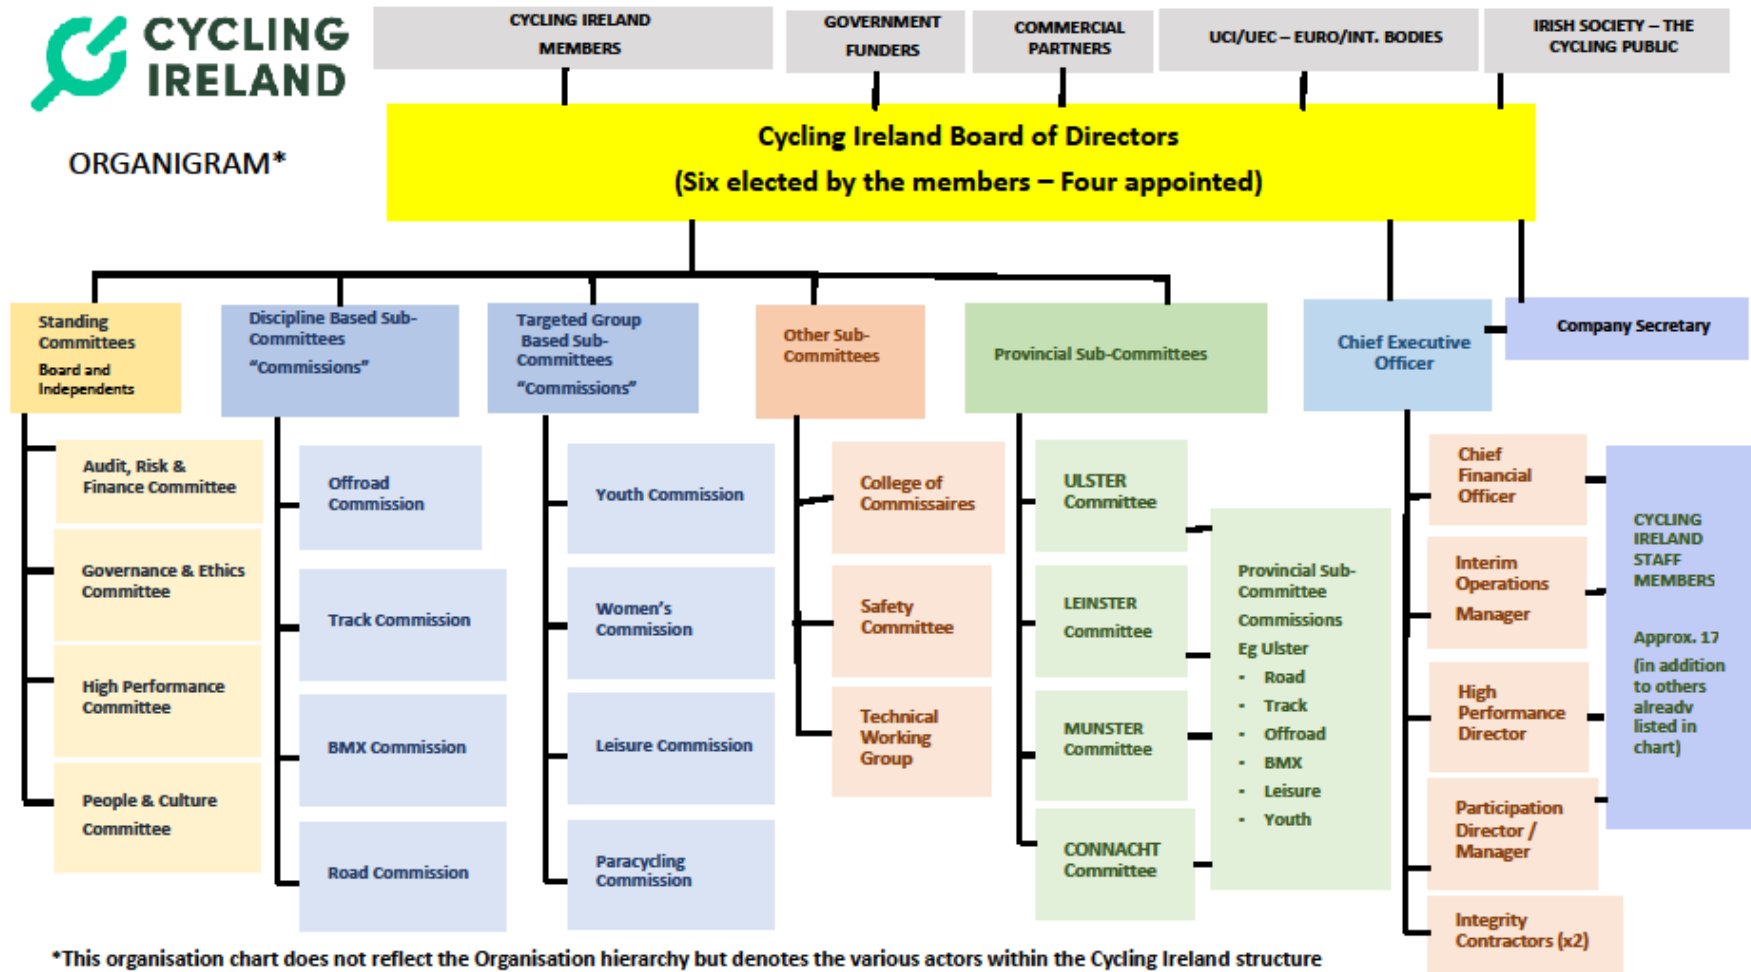 CYCLING
IRELAND
ORGANIGRAM*
CYCLING IRELAND
MEMBERS
GOVERNMENT
FUNDERS
COMMERCIAL
PARTNERS
UCI/UEC – EURO/INT. BODIES
IRISH SOCIETY – THE
CYCLING PUBLIC
Cycling Ireland Board of Directors
(Six elected by the members – Four appointed)
Standing
Committees
Board and
Independents
Audit, Risk &
Finance Committee
Governance & Ethics
Committee
High Performance
Committee
People & Culture
Committee
Discipline Based Sub-
Committees
"Commissions"
Offroad
Commission
Track Commission
BMX Commission
Road Commission
Targeted Group
Based Sub-
Committees
"Commissions"
Youth Commission
Women's
Commission
Leisure Commission
Paracycling
Commission
Other Sub-
Committees
College of
Commissaires
Safety
Committee
Technical
Working
Group
Provincial Sub-Committees
ULSTER
Committee
LEINSTER
Committee
MUNSTER
Committee
CONNACHT
Committee
Provincial Sub-
Committee
Commissions
Eg Ulster
- Road
- Track
- Offroad
- BMX
- Leisure
- Youth
Chief Executive
Officer
Company Secretary
Chief
Financial
Officer
Interim
Operations
Manager
High
Performance
Director
Participation
Director /
Manager
Integrity
Contractors (x2)
CYCLING
IRELAND
STAFF
MEMBERS
Approx. 17
(in addition
to others
already
listed in
chart)
*This organisation chart does not reflect the Organisation hierarchy but denotes the various actors within the Cycling Ireland structure